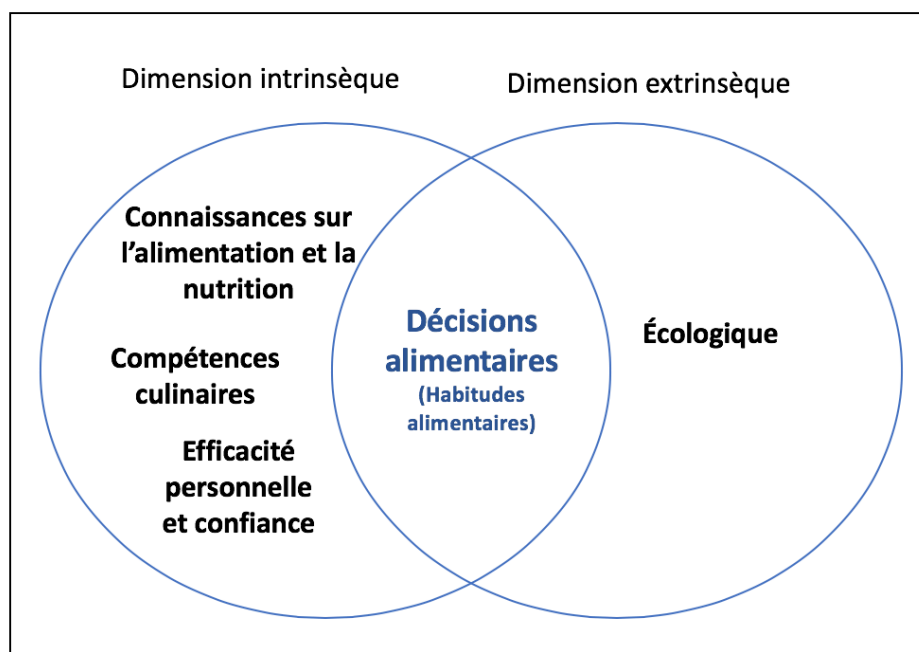 Dimension intrinsèque
Dimension extrinsèque
Connaissances sur
l’alimentation et la
nutrition
Compétences
culinaires
Efficacité
personnelle
et confiance
Décisions
alimentaires
(Habitudes
alimentaires)
Écologique